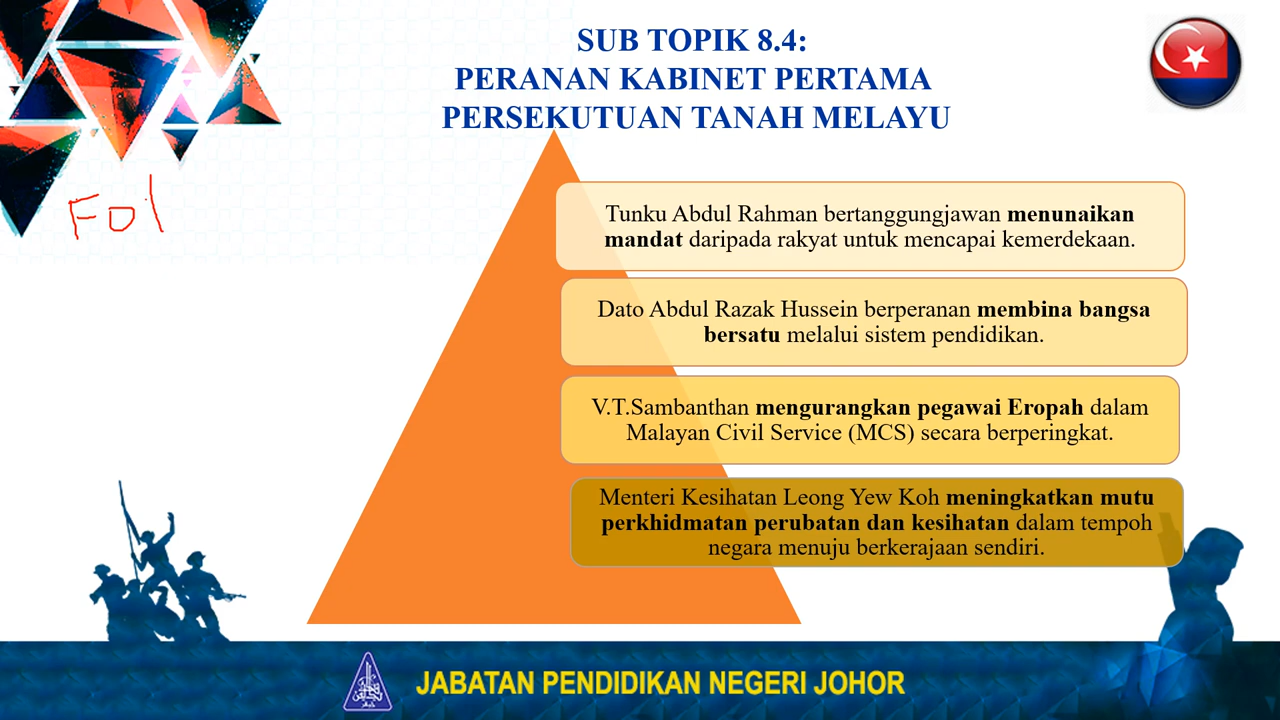 SUB TOPIK 8.4:
PERANAN KABINET PERTAMA
PERSEKUTUAN TANAH MELAYU
FOI
Tunku Abdul Rahman bertanggungjawan menunaikan
mandat daripada rakyat untuk mencapai kemerdekaan.
Dato Abdul Razak Hussein berperanan membina bangsa
bersatu melalui sistem pendidikan.
V.T.Sambanthan mengurangkan pegawai Eropah dalam
Malayan Civil Service (MCS) secara berperingkat.
Menteri Kesihatan Leong Yew Koh meningkatkan mutu
perkhidmatan perubatan dan kesihatan dalam tempoh
negara menuju berkerajaan sendiri.
JABATAN PENDIDIKAN NEGERI JOHOR